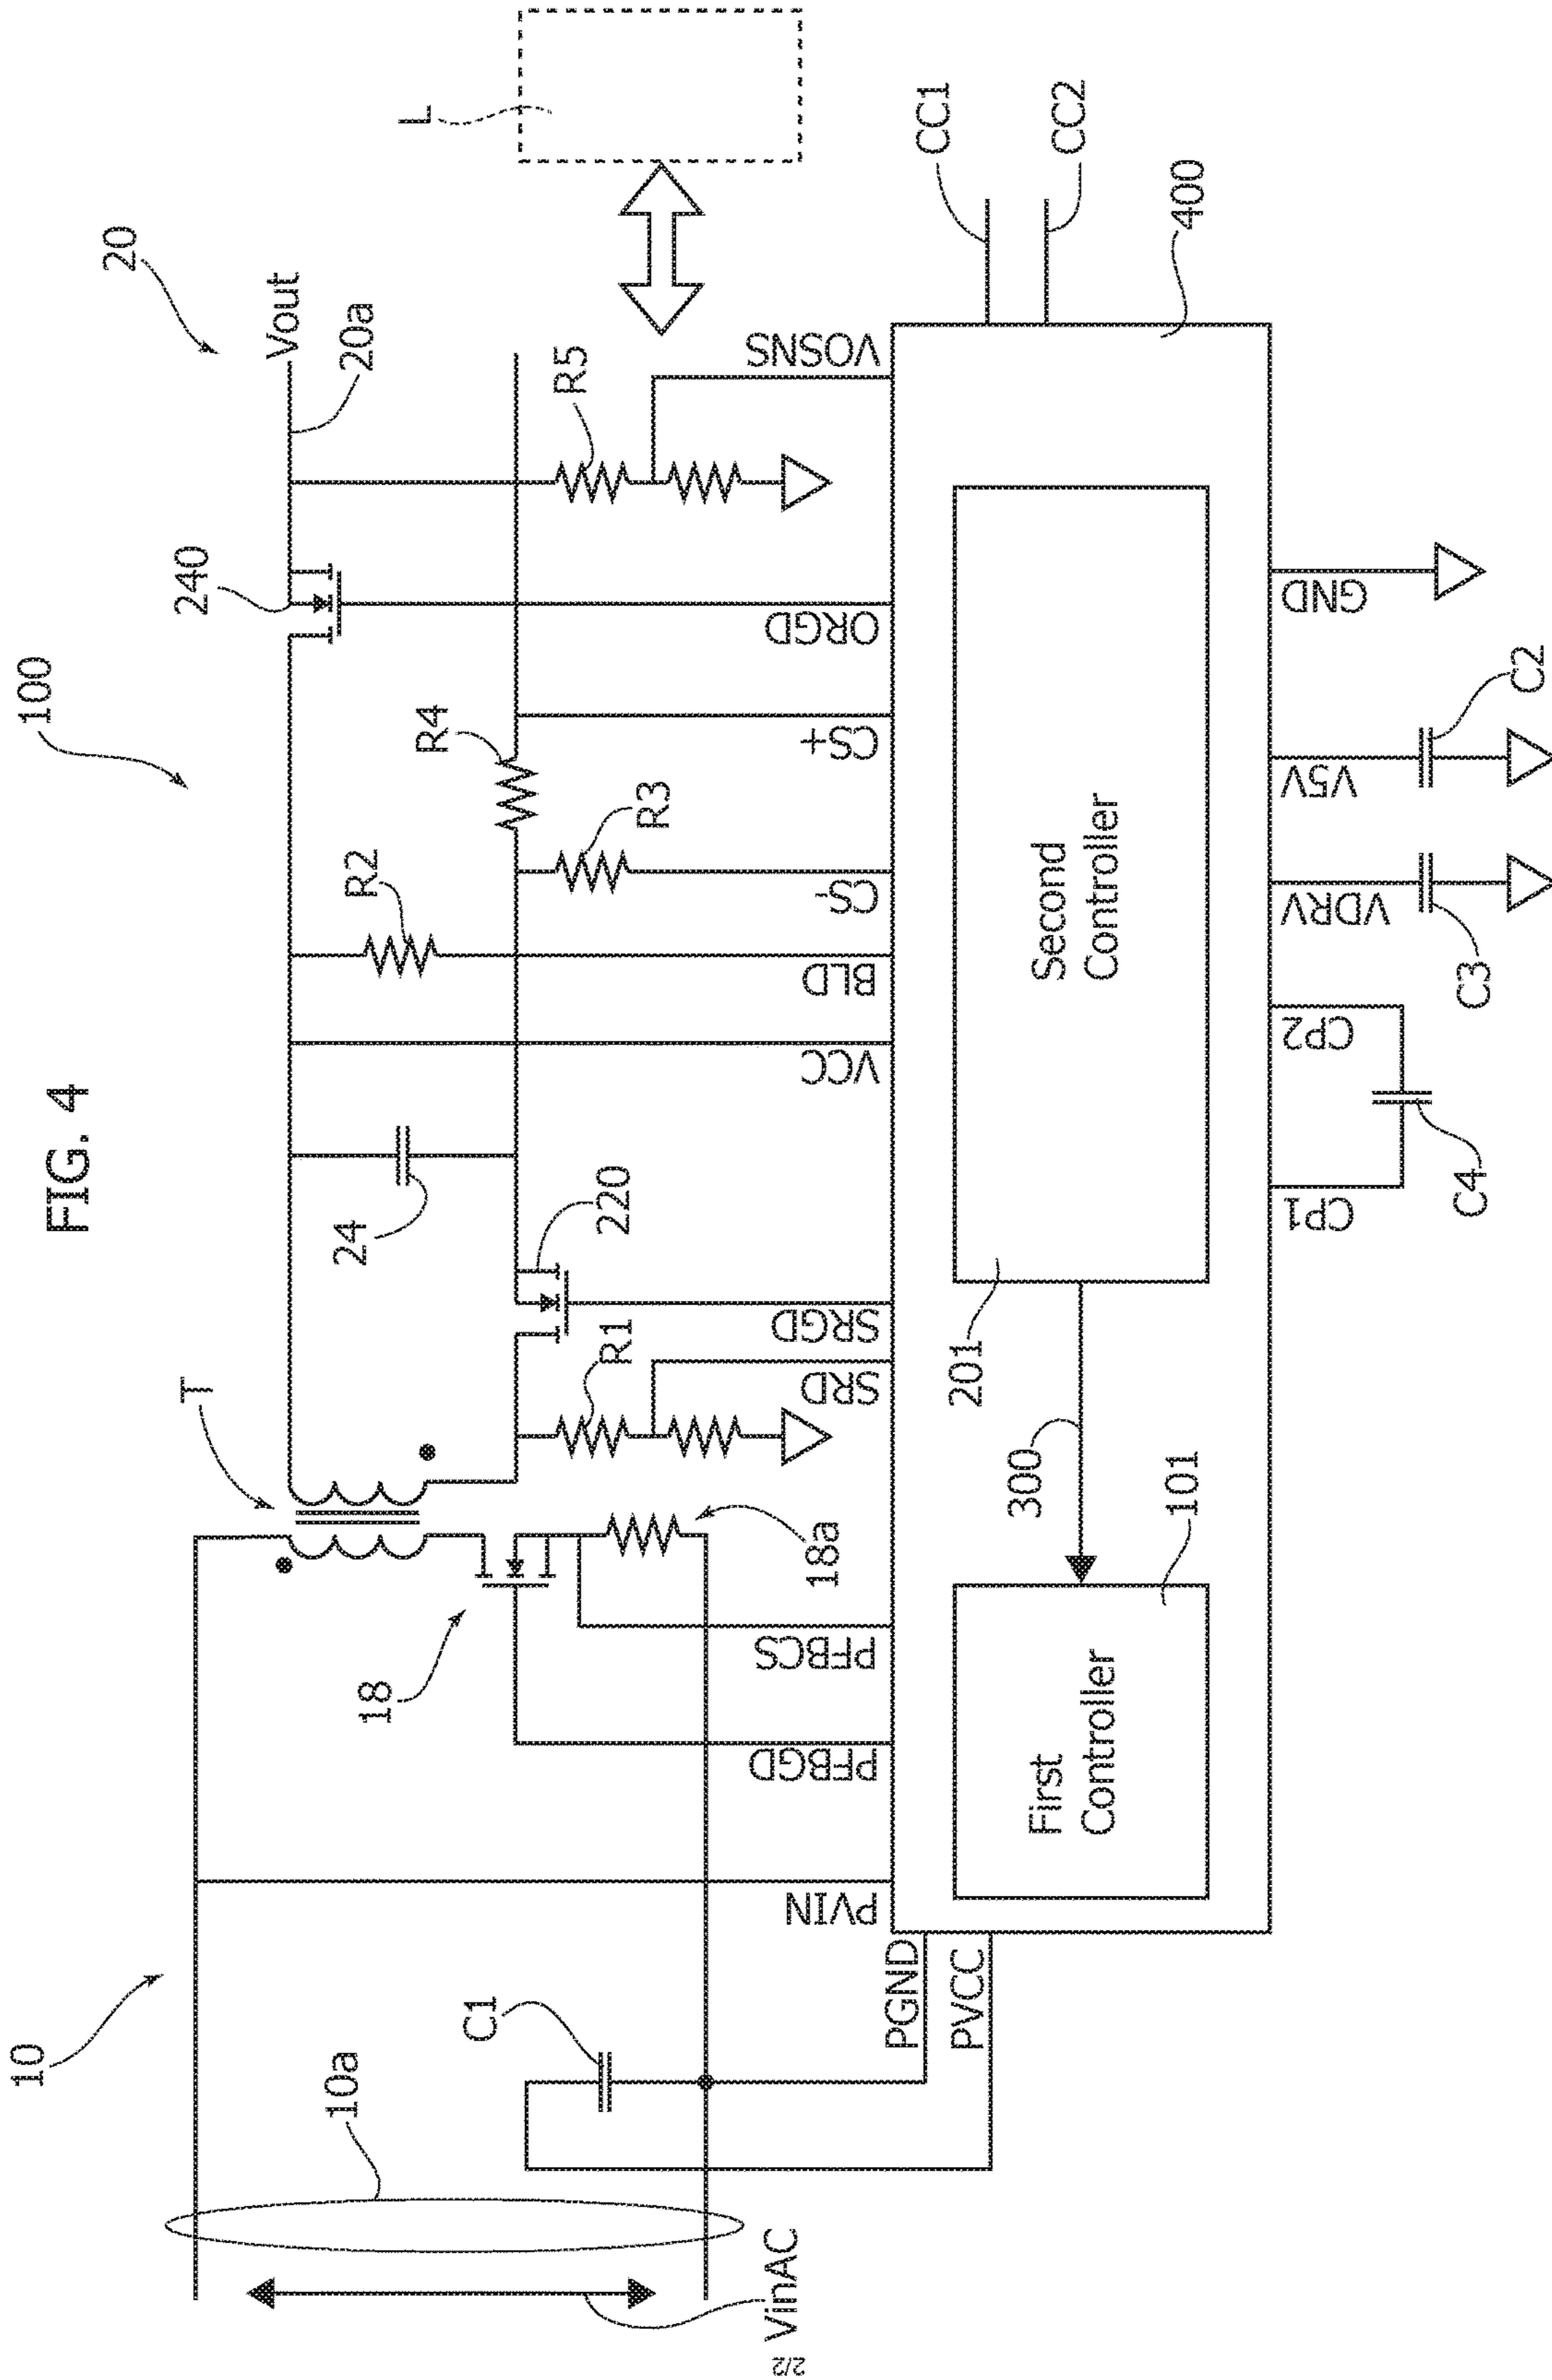 FIG. 4
100
10
20
T
Vout
20a
240
10a
R2
24
18
R4
L
C1
220
R1
R3
R5
18a
VinAC
PVIN
PFBGD
PFBCS
SRD
SRGD
VCC
BLD
CS-
CS+
ORGD
VOSNS
PGND
PVCC
CC1
CC2
400
300
201
First
Controller
101
Second
Controller
CP1
CP2
VDRV
V5V
GND
C4
C3
C2
2/2